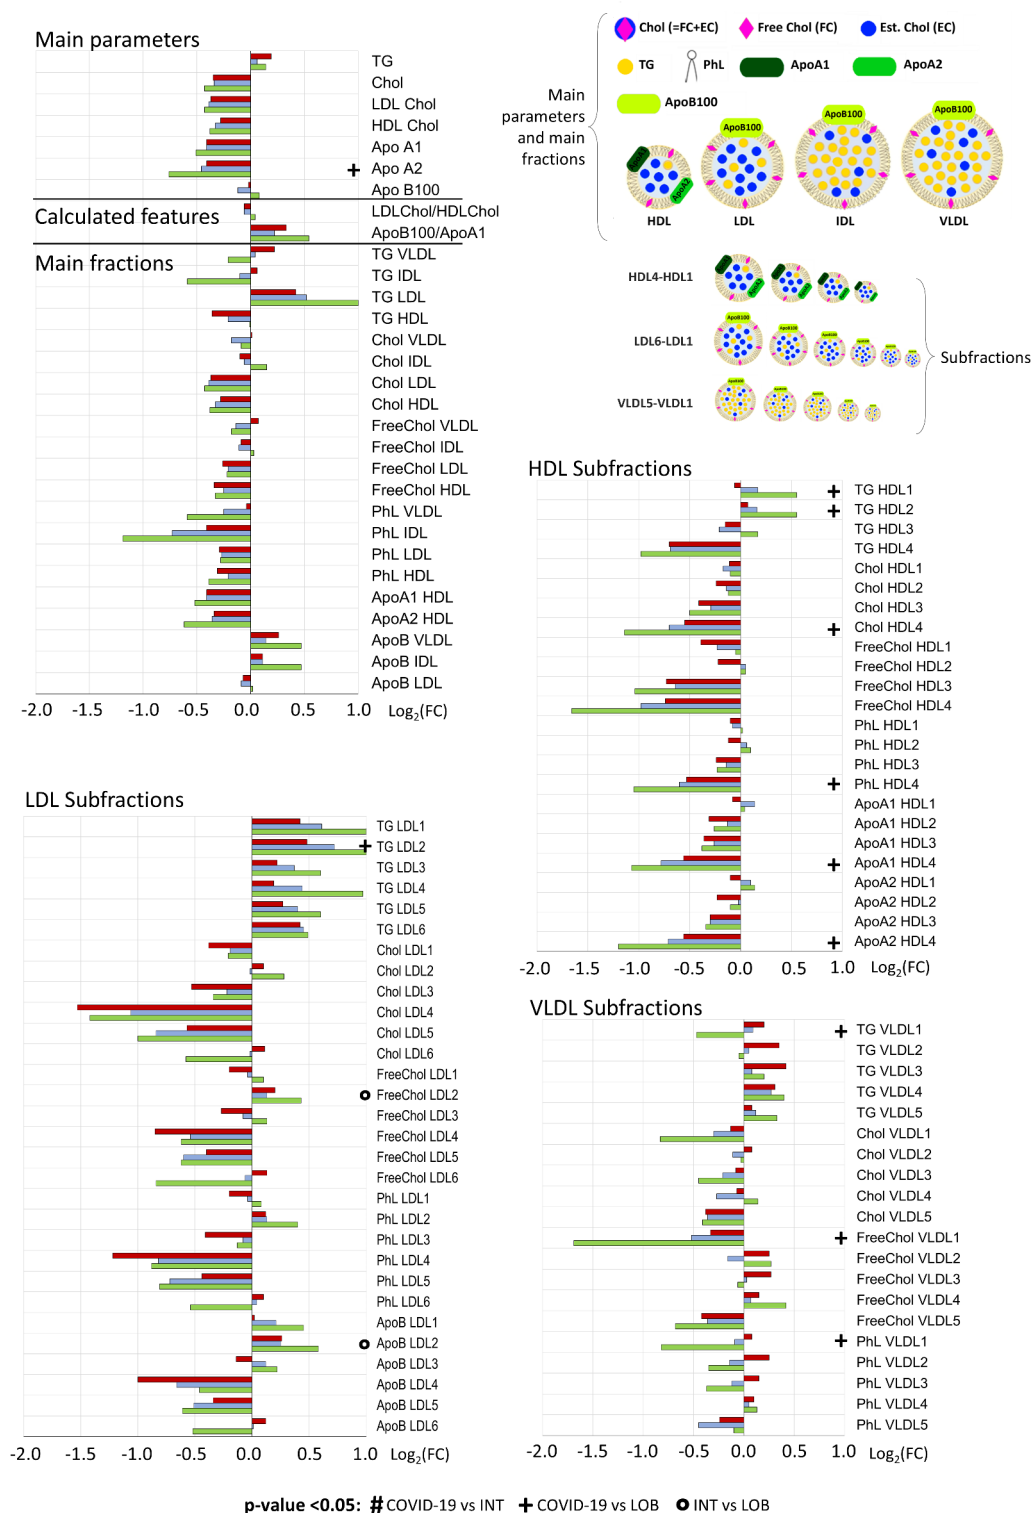 Main parameters
TG
Chol
LDL Chol
HDL Chol
Apo A1
Apo A2
Apo B100
Calculated features
LDLChol/HDLChol
ApoB100/ApoA1
Main fractions
TG VLDL
TG IDL
TG LDL
TG HDL
Chol VLDL
Chol IDL
Chol LDL
Chol HDL
FreeChol VLDL
FreeChol IDL
FreeChol LDL
FreeChol HDL
PhL VLDL
PhL IDL
PhL LDL
PhL HDL
ApoA1 HDL
ApoA2 HDL
ApoB VLDL
ApoB IDL
ApoB LDL
-2.0 -1.5 -1.0 -0.5 0.0 0.5 1.0 Log2(FC)
Chol (=FC+EC) Free Chol (FC) Est. Chol (EC)
TG PhL ApoA1 ApoA2
ApoB100
Main
parameters
and main
fractions
ApoA1 ApoA2 ApoB100 ApoB100 ApoB100
HDL LDL IDL VLDL
HDL4-HDL1
LDL6-LDL1
ApoB100 ApoB100
VLDL5-VLDL1
Subfractions
HDL Subfractions
+ TG HDL1
+ TG HDL2
TG HDL3
TG HDL4
Chol HDL1
Chol HDL2
Chol HDL3
+ Chol HDL4
FreeChol HDL1
FreeChol HDL2
FreeChol HDL3
FreeChol HDL4
PhL HDL1
PhL HDL2
PhL HDL3
+ PhL HDL4
ApoA1 HDL1
ApoA1 HDL2
ApoA1 HDL3
+ ApoA1 HDL4
ApoA2 HDL1
ApoA2 HDL2
ApoA2 HDL3
+ ApoA2 HDL4
-2.0 -1.5 -1.0 -0.5 0.0 0.5 1.0 Log2(FC)
LDL Subfractions
TG LDL1
+ TG LDL2
TG LDL3
TG LDL4
TG LDL5
TG LDL6
Chol LDL1
Chol LDL2
Chol LDL3
Chol LDL4
Chol LDL5
Chol LDL6
FreeChol LDL1
FreeChol LDL2
FreeChol LDL3
FreeChol LDL4
FreeChol LDL5
FreeChol LDL6
PhL LDL1
PhL LDL2
PhL LDL3
PhL LDL4
PhL LDL5
PhL LDL6
ApoB LDL1
ApoB LDL2
ApoB LDL3
ApoB LDL4
ApoB LDL5
ApoB LDL6
-2.0 -1.5 -1.0 -0.5 0.0 0.5 1.0
Log2(FC)
VLDL Subfractions
+ TG VLDL1
TG VLDL2
TG VLDL3
TG VLDL4
TG VLDL5
Chol VLDL1
Chol VLDL2
Chol VLDL3
Chol VLDL4
Chol VLDL5
+ FreeChol VLDL1
FreeChol VLDL2
FreeChol VLDL3
FreeChol VLDL4
FreeChol VLDL5
+ PhL VLDL1
PhL VLDL2
PhL VLDL3
PhL VLDL4
PhL VLDL5
-2.0 -1.5 -1.0 -0.5 0.0 0.5 1.0 Log2(FC)
p-value <0.05: # COVID-19 vs INT + COVID-19 vs LOB o INT vs LOB